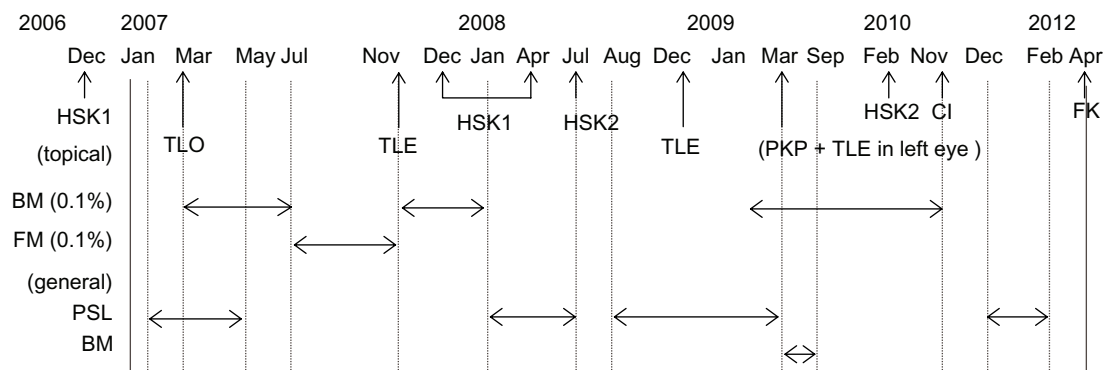 2006 2007 2008 2009 2010 2012
Dec Jan Mar May Jul Nov Dec Jan Apr Jul Aug Dec Jan Mar Sep Feb Nov Dec Feb Apr
HSK1 HSK1 HSK2 HSK2 CI FK
TLO TLE TLE (PKP + TLE in left eye )
(topical)
BM (0.1%)
FM (0.1%)
(general)
PSL
BM